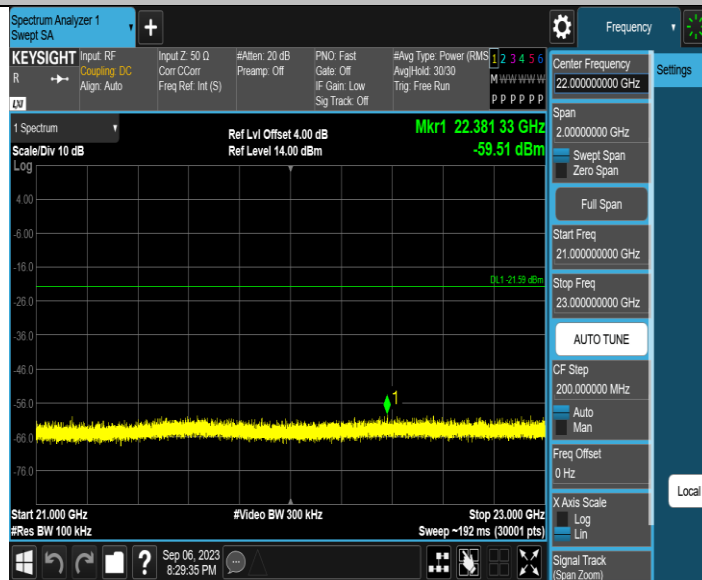 Spectrum Analyzer 1
Swept SA
+
Frequency
KEYSIGHT
R
LXI
Input: RF
Coupling: DC
Align: Auto
Input Z: 50 Ω
Corr CCorr
Freq Ref: Int (S)
#Atten: 20 dB
Preamp: Off
PNO: Fast
Gate: Off
IF Gain: Low
Sig Track: Off
#Avg Type: Power (RMS
Avg|Hold: 30/30
Trig: Free Run
1 2 3 4 5 6
M W W W W W
P P P P P P
1 Spectrum
Scale/Div 10 dB
Log
Ref Lvl Offset 4.00 dB
Ref Level 14.00 dBm
Mkr1 22.381 33 GHz
-59.51 dBm
4.00
-6.00
-16.0
-26.0
-36.0
-46.0
-56.0
-66.0
-76.0
DL1 -21.59 dBm
1
Start 21.000 GHz
#Res BW 100 kHz
#Video BW 300 kHz
Stop 23.000 GHz
Sweep ~192 ms (30001 pts)
?
Sep 06, 2023
8:29:35 PM
Center Frequency
22.000000000 GHz
Span
2.00000000 GHz
Swept Span
Zero Span
Full Span
Start Freq
21.000000000 GHz
Stop Freq
23.000000000 GHz
AUTO TUNE
CF Step
200.000000 MHz
Auto
Man
Freq Offset
0 Hz
X Axis Scale
Log
Lin
Signal Track
(Span Zoom)
Settings
Local